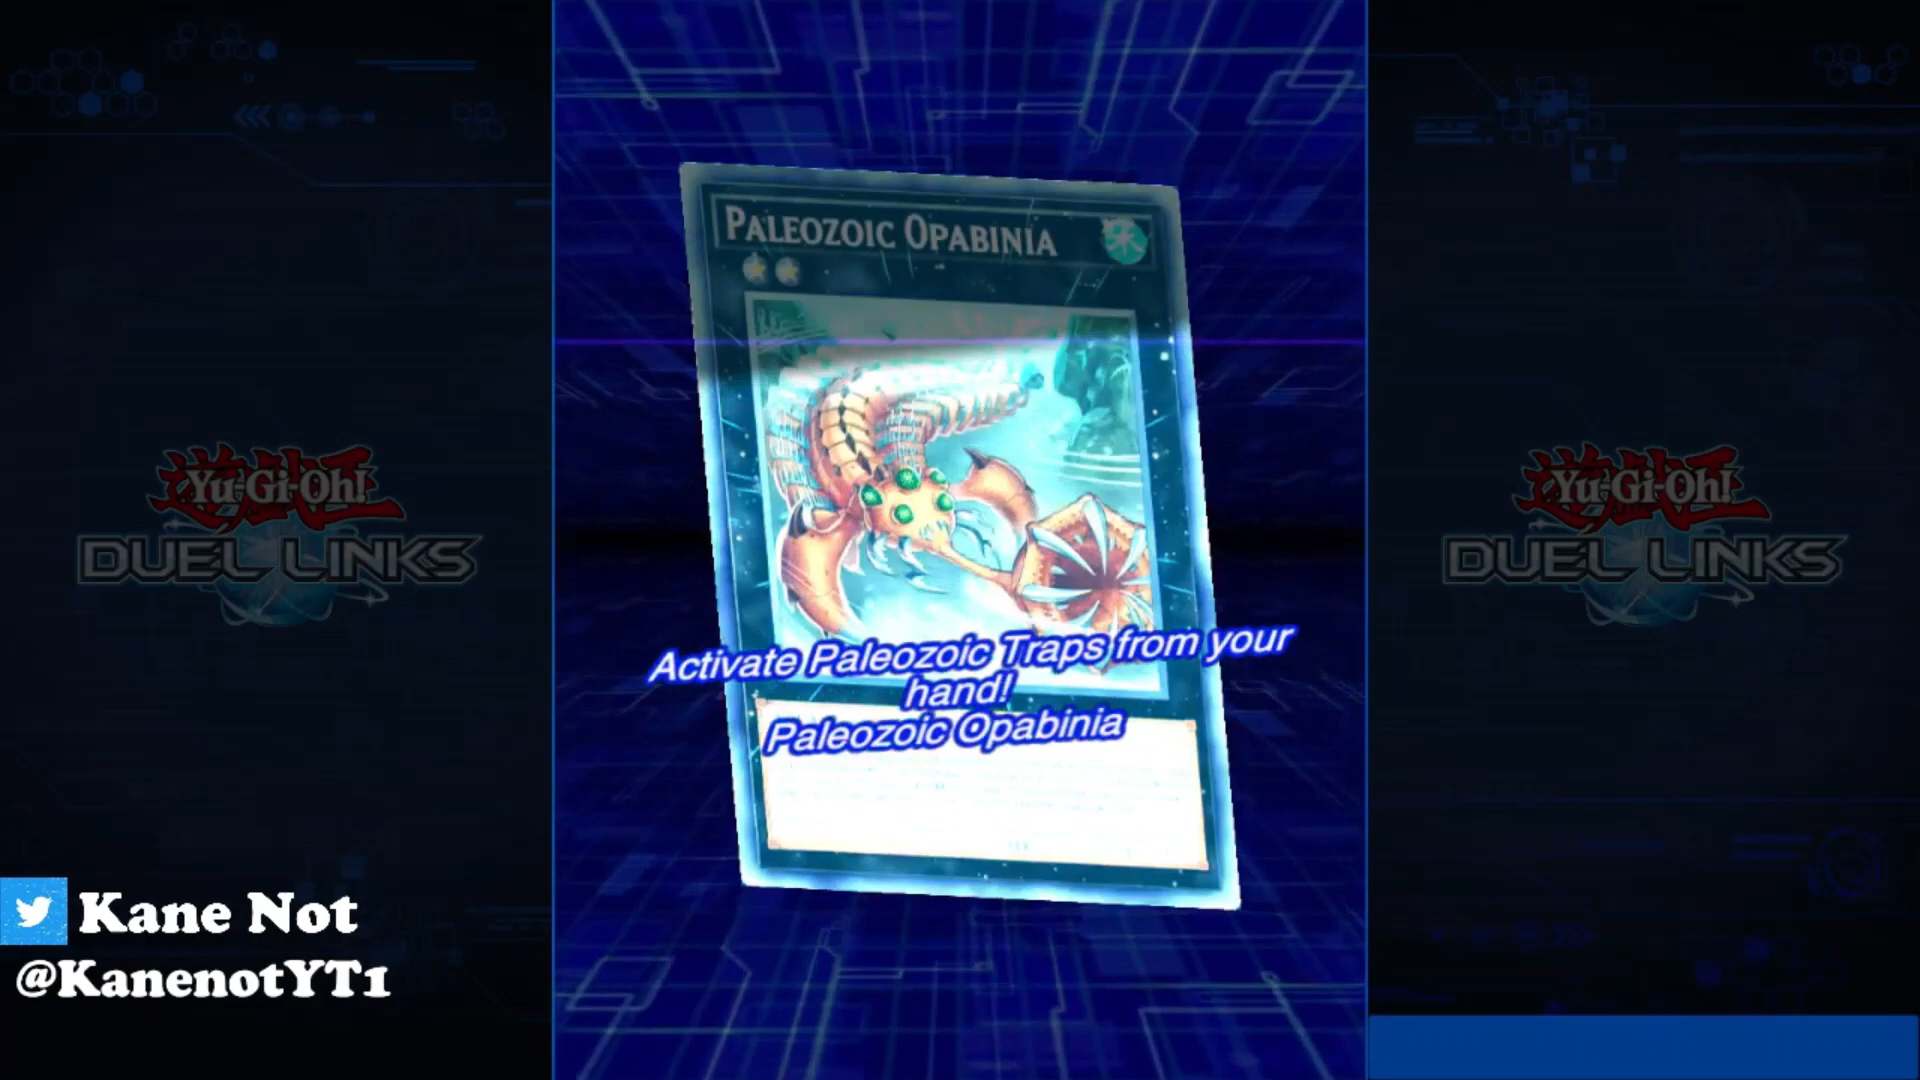 PALEOZOIC OPABINIA
Yu-Gi-Oh!
DUEL LINKS
Yu-Gi-Oh!
DUEL LINKS
Activate Paleozoic Traps from your
hand!
Paleozoic Opabinia
Kane Not
@KanenotYT1